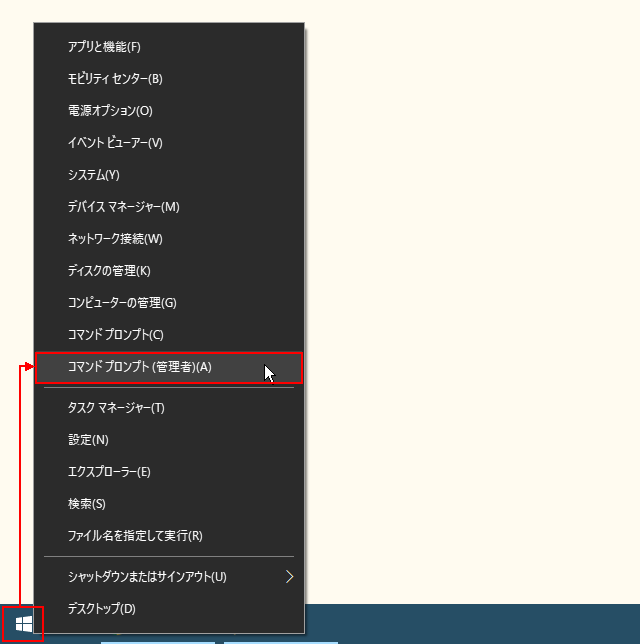 アプリと機能(F)
モビリティ センター(B)
電源オプション(O)
イベント ビューアー(V)
システム(Y)
デバイス マネージャー(M)
ネットワーク接続(W)
ディスクの管理(K)
コンピューターの管理(G)
コマンド プロンプト(C)
コマンド プロンプト (管理者)(A)
タスク マネージャー(T)
設定(N)
エクスプローラー(E)
検索(S)
ファイル名を指定して実行(R)
シャットダウンまたはサインアウト(U)
デスクトップ(D)